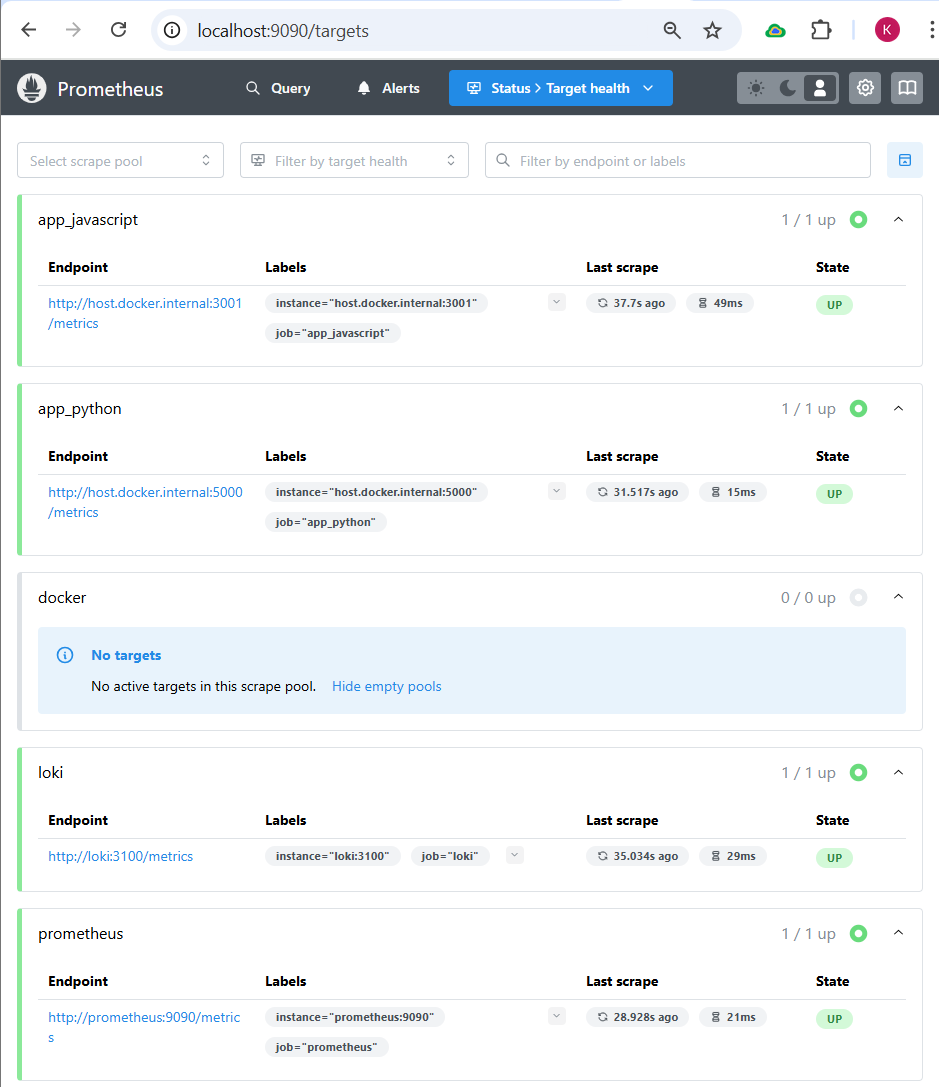 localhost:9090/targets
K
Prometheus
Query
Alerts
Status > Target health
Select scrape pool
Filter by target health
Filter by endpoint or labels
app_javascript
1 / 1 up
Endpoint Labels Last scrape State
http://host.docker.internal:3001 instance="host.docker.internal:3001" 37.7s ago 49ms UP
/metrics job="app_javascript"
app_python
1 / 1 up
Endpoint Labels Last scrape State
http://host.docker.internal:5000 instance="host.docker.internal:5000" 31.517s ago 15ms UP
/metrics job="app_python"
docker
0 / 0 up
No targets
No active targets in this scrape pool. Hide empty pools
loki
1 / 1 up
Endpoint Labels Last scrape State
http://loki:3100/metrics instance="loki:3100" job="loki" 35.034s ago 29ms UP
prometheus
1 / 1 up
Endpoint Labels Last scrape State
http://prometheus:9090/metric instance="prometheus:9090" 28.928s ago 21ms UP
s job="prometheus"